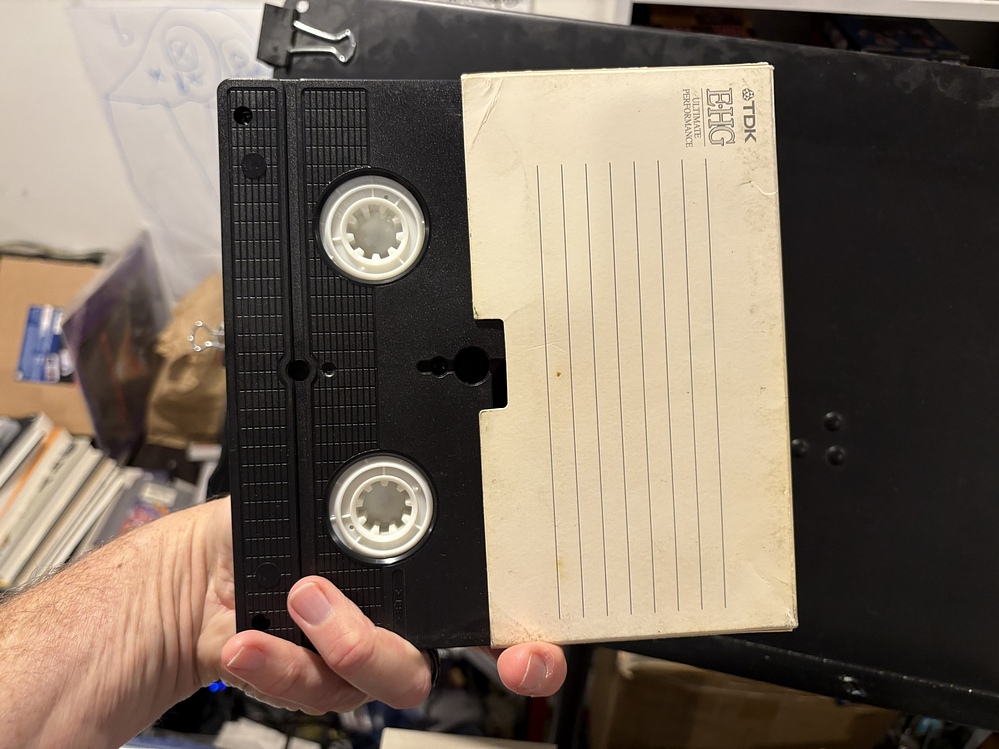 TDK
E-HG
ULTIMATE
PERFORMANCE